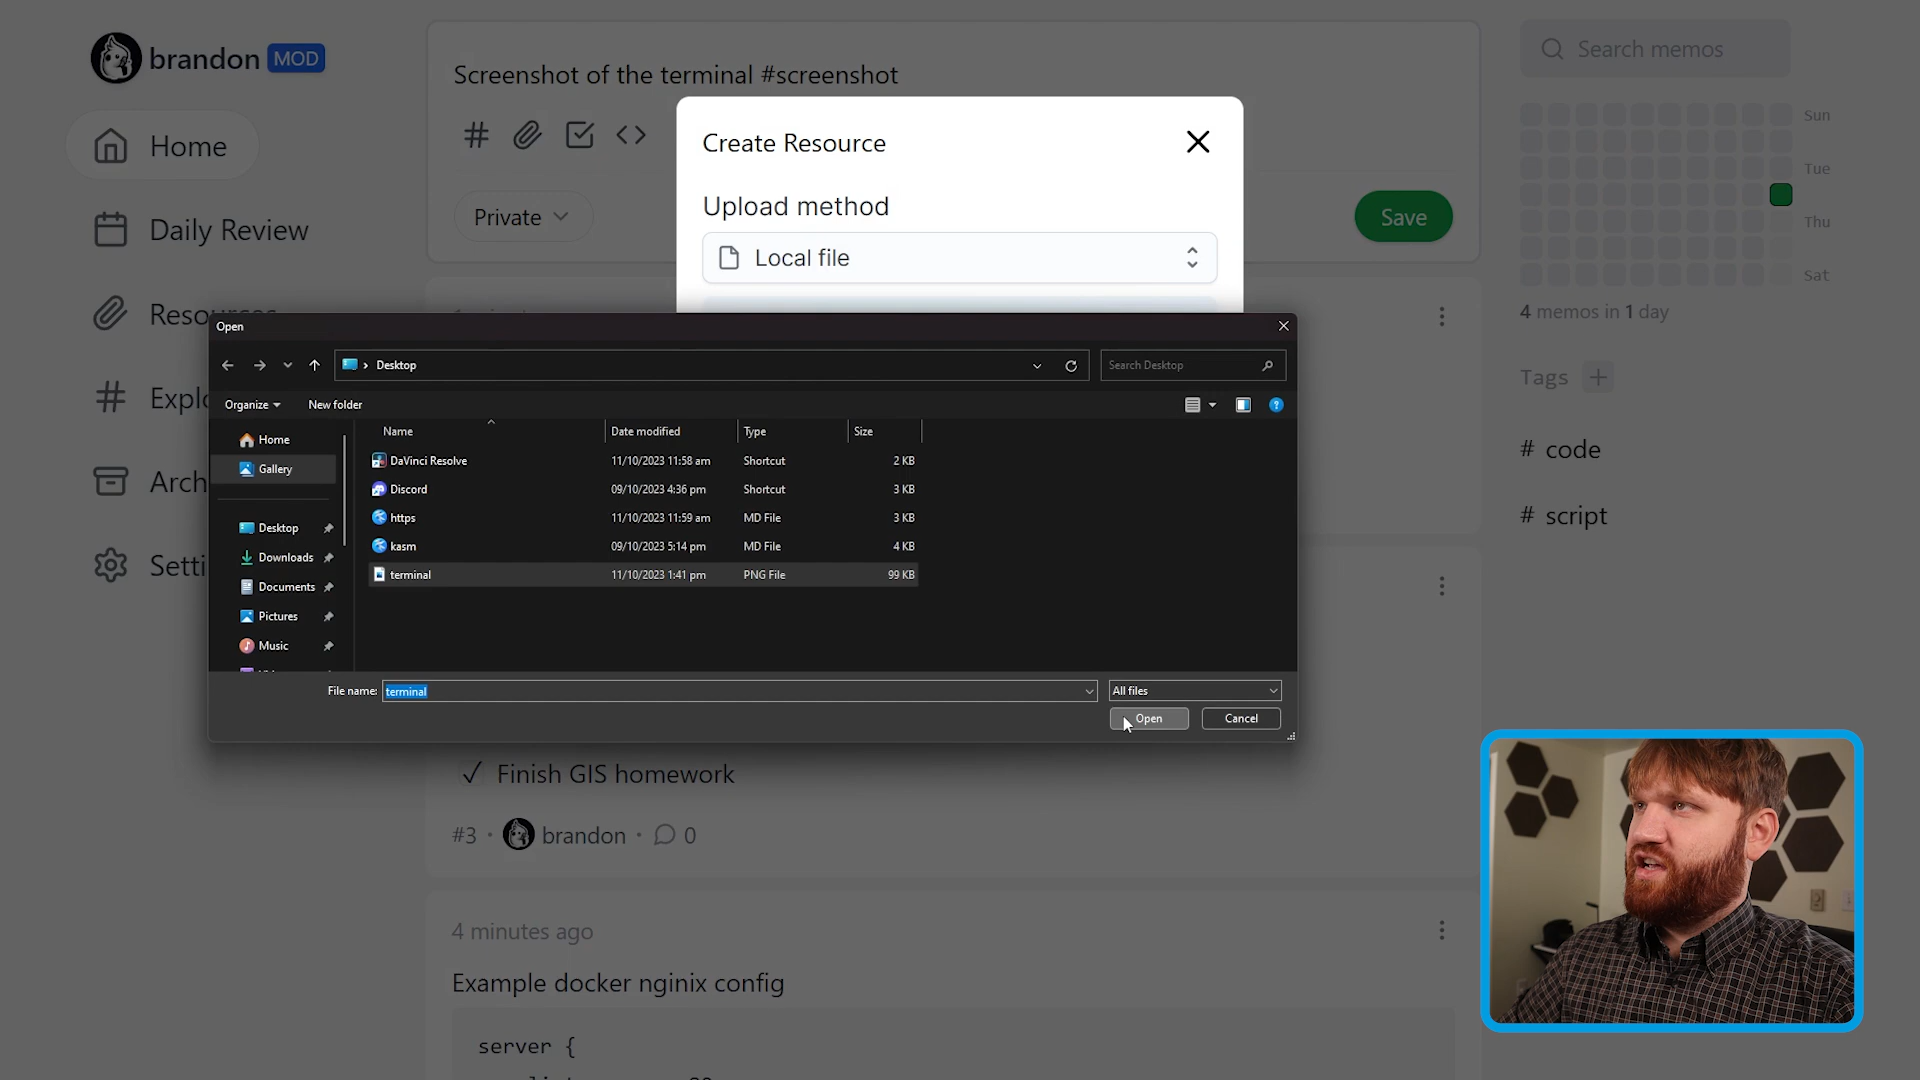 brandon MOD
Home
Daily Review
Resources
Explo
Arch
Setti
Screenshot of the terminal #screenshot
Private
Save
Create Resource
Upload method
Local file
Search memos
Sun
Tue
Thu
Sat
4 memos in 1 day
Tags
# code
# script
Open
Desktop
Search Desktop
Organize
New folder
Home
Gallery
Desktop
Downloads
Documents
Pictures
Music
Name Date modified Type Size
DaVinci Resolve 11/10/2023 11:58 am Shortcut 2 KB
Discord 09/10/2023 4:36 pm Shortcut 3 KB
https 11/10/2023 11:59 am MD File 3 KB
kasm 09/10/2023 5:14 pm MD File 4 KB
terminal 11/10/2023 1:41 pm PNG File 99 KB
File name: terminal
All files
Open
Cancel
✓ Finish GIS homework
#3 • brandon • 0
4 minutes ago
Example docker nginix config
server {